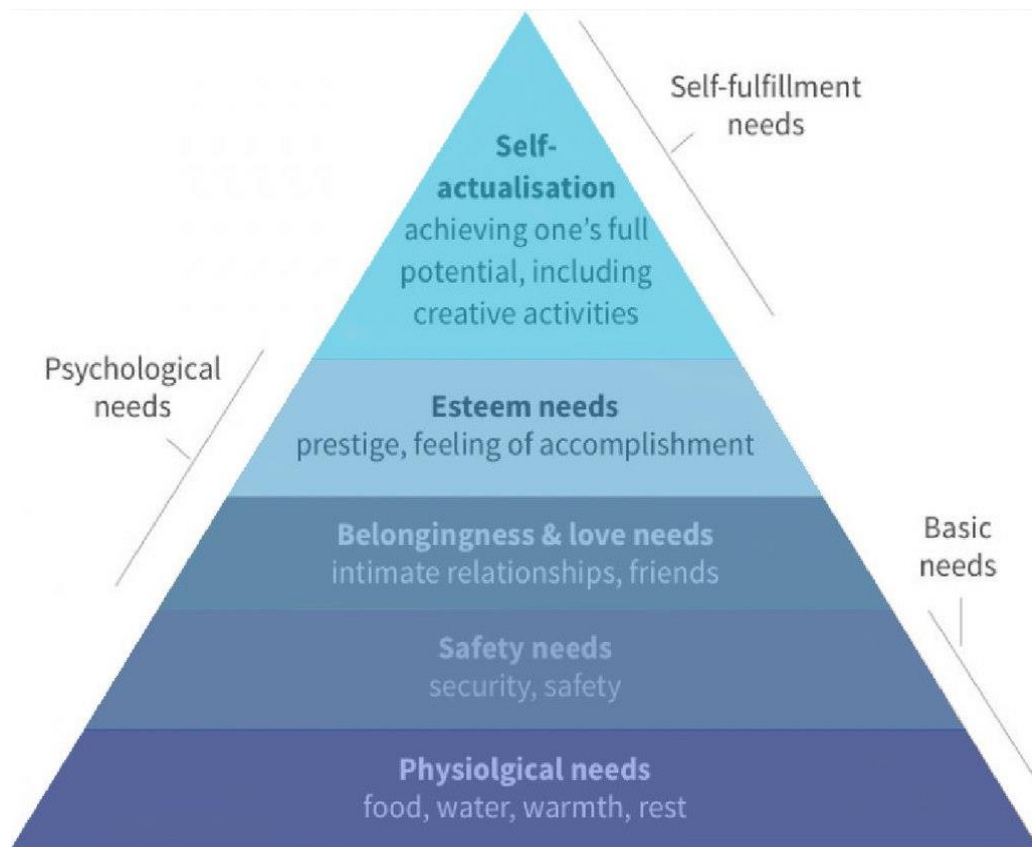 Self-fulfillment
needs
Self-
actualisation
achieving one's full
potential, including
creative activities
Psychological
needs
Esteem needs
prestige, feeling of accomplishment
Belongingness & love needs
intimate relationships, friends
Basic
needs
Safety needs
security, safety
Physiolgical needs
food, water, warmth, rest